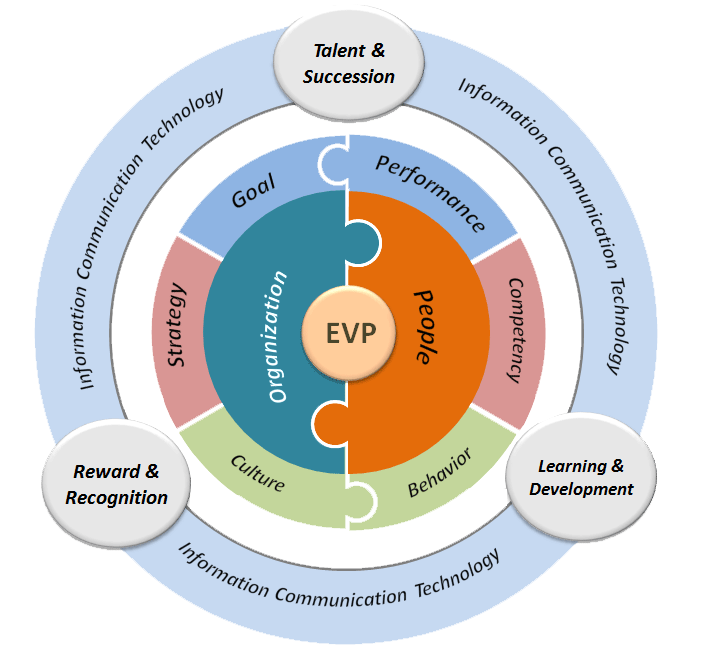 Talent &
Succession
Information Communication Technology
Information Communication Technology
Goal
Performance
Strategy
Organization
EVP
People
Competency
Culture
Behavior
Reward &
Recognition
Learning &
Development
Information Communication Technology